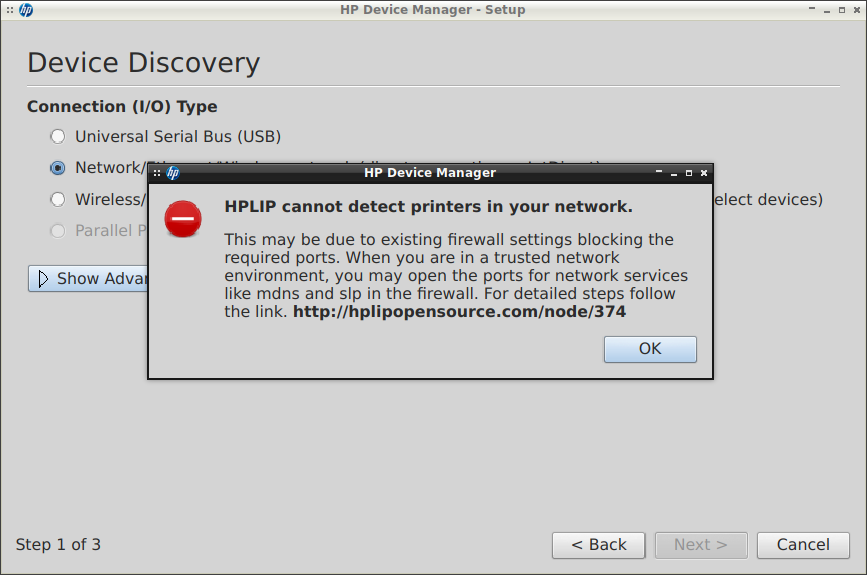 HP Device Manager - Setup
Device Discovery
Connection (I/O) Type
Universal Serial Bus (USB)
Network/
Wireless/
elect devices)
Parallel P
Show Advan
hp HP Device Manager
HPLIP cannot detect printers in your network.
This may be due to existing firewall settings blocking the
required ports. When you are in a trusted network
environment, you may open the ports for network services
like mdns and slp in the firewall. For detailed steps follow
the link. http://hplipopensource.com/node/374
OK
Step 1 of 3
< Back
Next >
Cancel